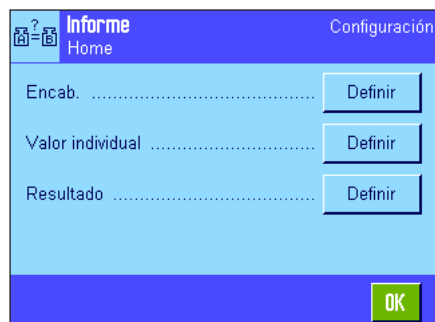 A ? = B Informe Configuración
Home
Encab. ........................................ Definir
Valor individual .............................. Definir
Resultado ..................................... Definir
OK